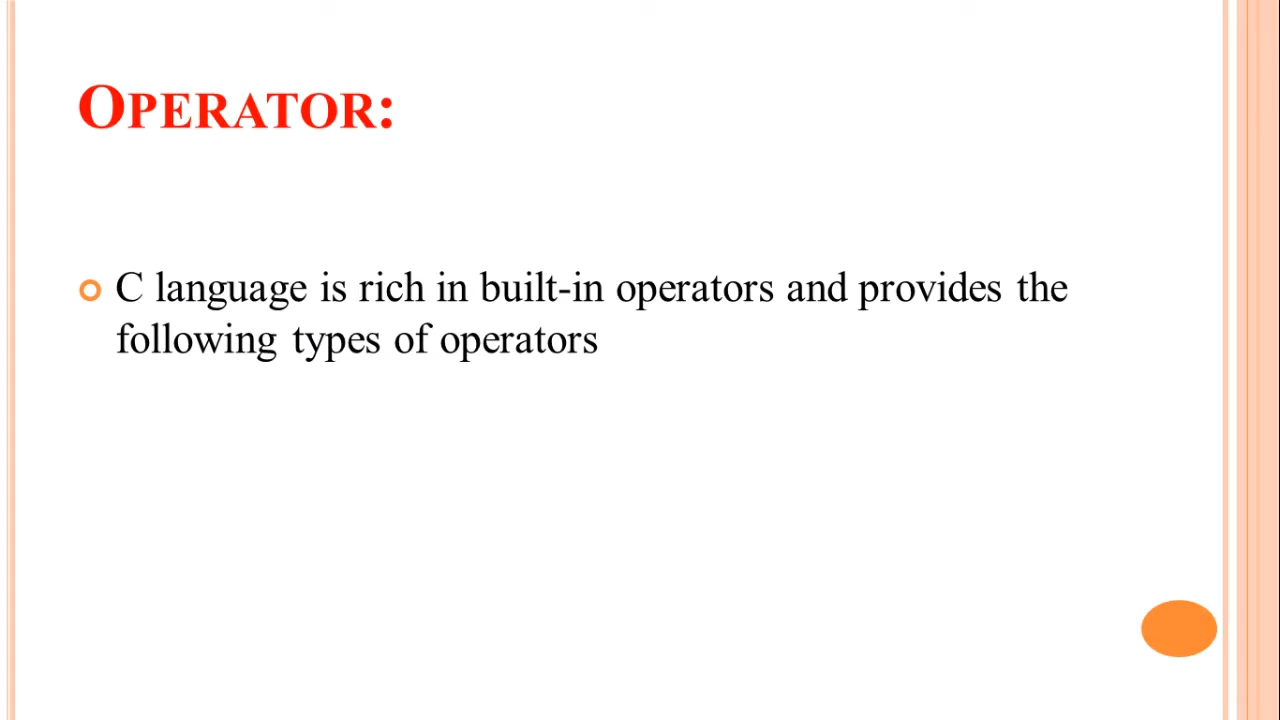 OPERATOR:
C language is rich in built-in operators and provides the
following types of operators